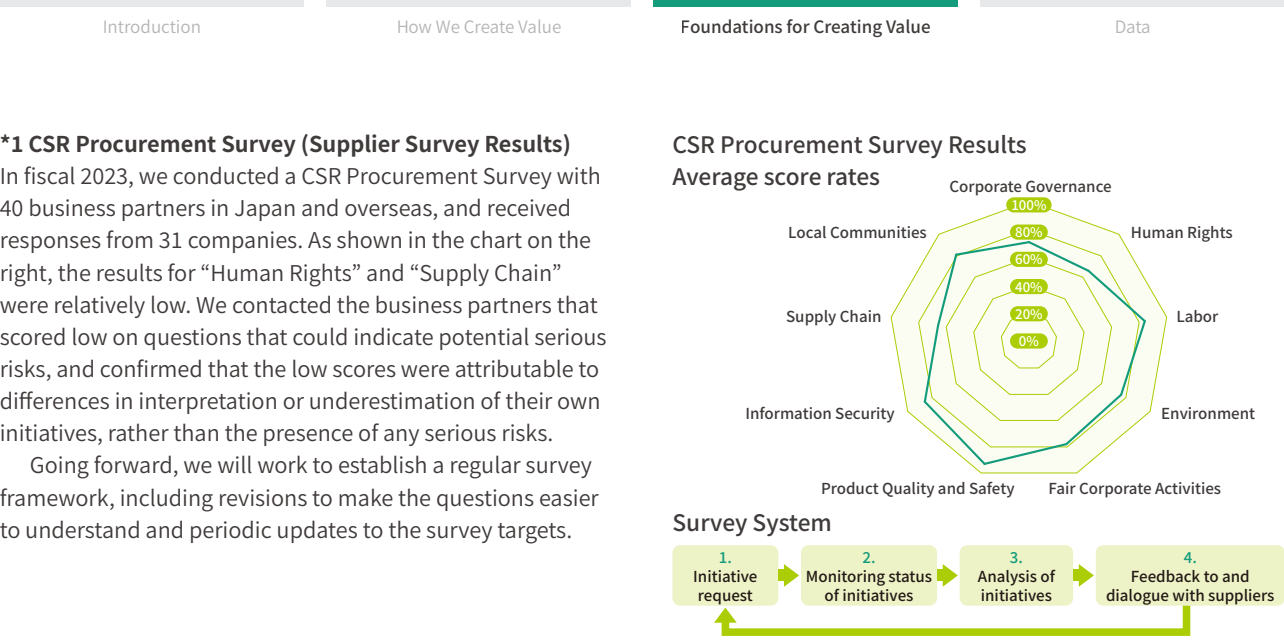 Introduction
How We Create Value
Foundations for Creating Value
Data
*1 CSR Procurement Survey (Supplier Survey Results)
In fiscal 2023, we conducted a CSR Procurement Survey with
40 business partners in Japan and overseas, and received
responses from 31 companies. As shown in the chart on the
right, the results for “Human Rights” and “Supply Chain”
were relatively low. We contacted the business partners that
scored low on questions that could indicate potential serious
risks, and confirmed that the low scores were attributable to
differences in interpretation or underestimation of their own
initiatives, rather than the presence of any serious risks.
Going forward, we will work to establish a regular survey
framework, including revisions to make the questions easier
to understand and periodic updates to the survey targets.
CSR Procurement Survey Results
Average score rates
Corporate Governance
100%
80%
60%
40%
20%
0%
Human Rights
Labor
Environment
Fair Corporate Activities
Product Quality and Safety
Information Security
Supply Chain
Local Communities
Survey System
1.
Initiative
request
2.
Monitoring status
of initiatives
3.
Analysis of
initiatives
4.
Feedback to and
dialogue with suppliers